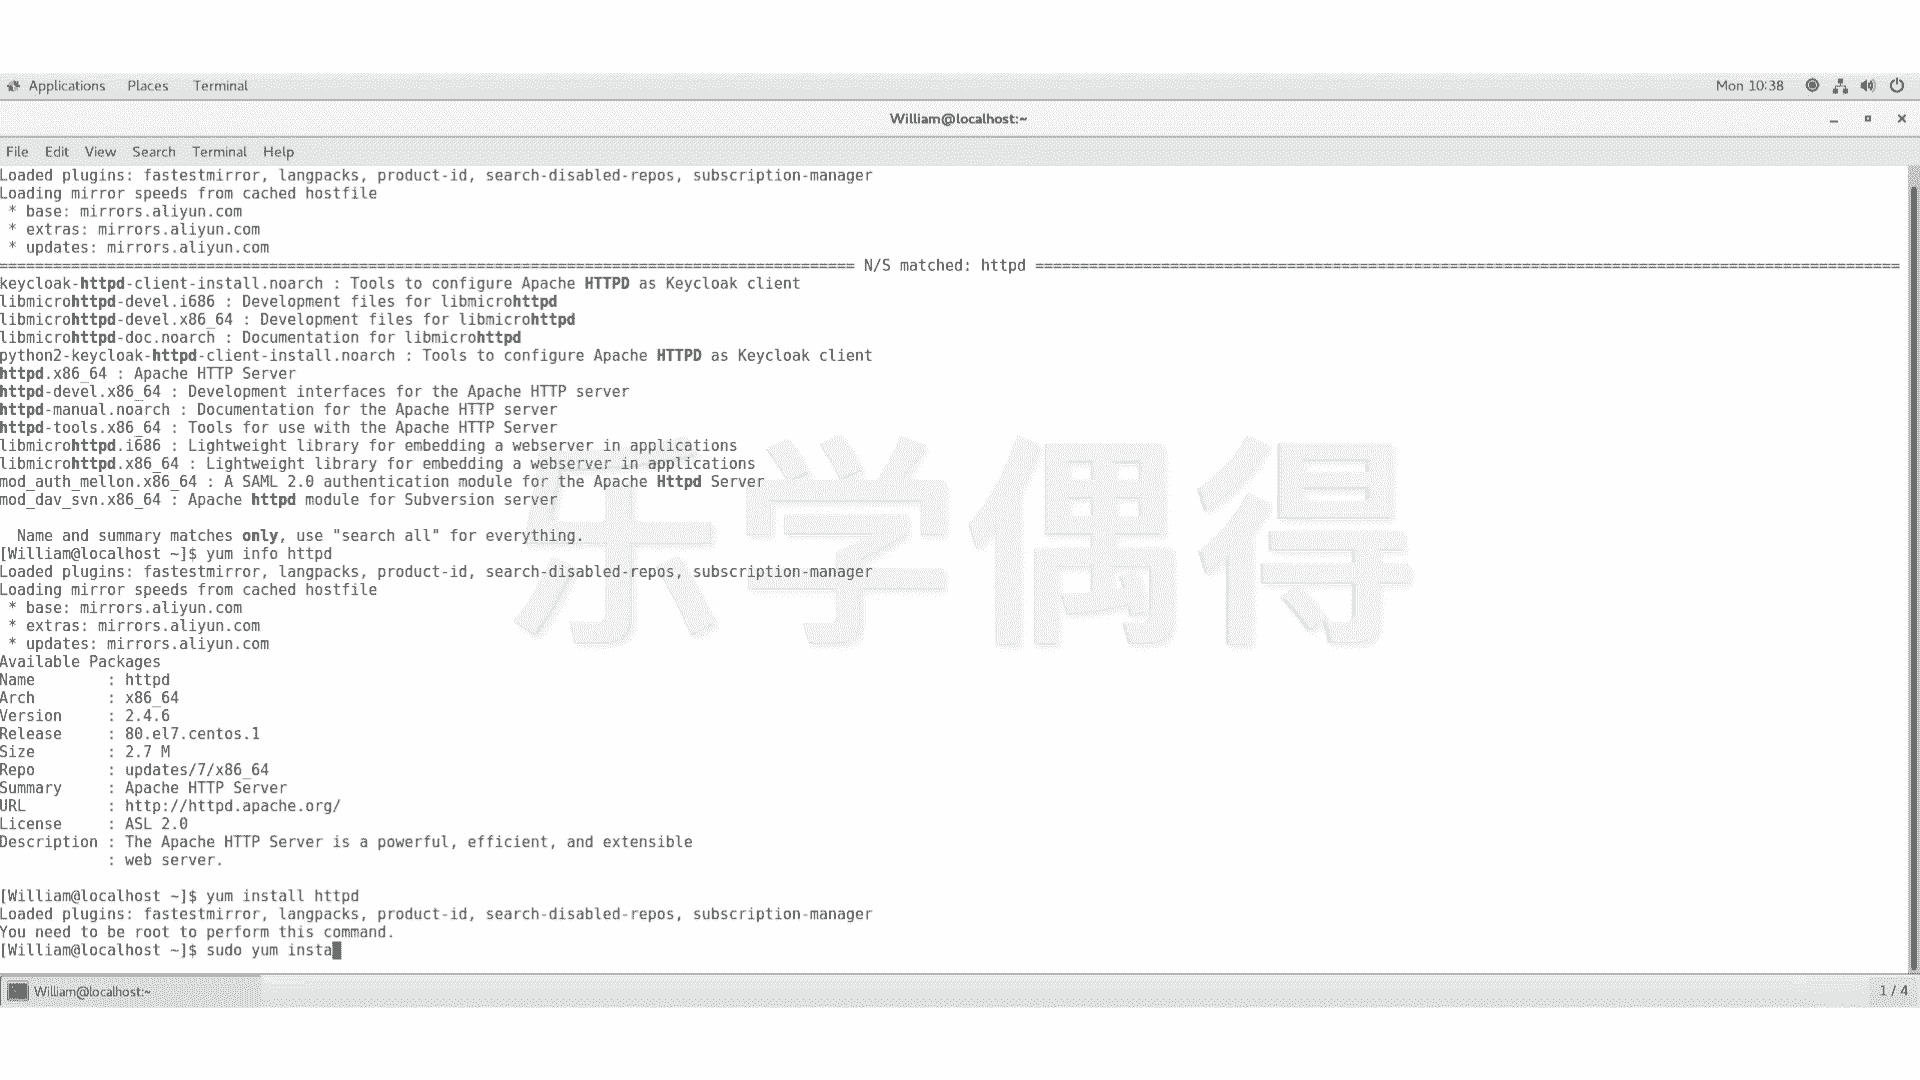 Applications Places Terminal Mon 10:38
William@localhost:~
File Edit View Search Terminal Help
Loaded plugins: fastestmirror, langpacks, product-id, search-disabled-repos, subscription-manager
Loading mirror speeds from cached hostfile
 * base: mirrors.aliyun.com
 * extras: mirrors.aliyun.com
 * updates: mirrors.aliyun.com
=============================================================================================== N/S matched: httpd ================================================================================================
keycloak-httpd-client-install.noarch : Tools to configure Apache HTTPD as Keycloak client
libmicrohttpd-devel.i686 : Development files for libmicrohttpd
libmicrohttpd-devel.x86_64 : Development files for libmicrohttpd
libmicrohttpd-doc.noarch : Documentation for libmicrohttpd
python2-keycloak-httpd-client-install.noarch : Tools to configure Apache HTTPD as Keycloak client
httpd.x86_64 : Apache HTTP Server
httpd-devel.x86_64 : Development interfaces for the Apache HTTP server
httpd-manual.noarch : Documentation for the Apache HTTP server
httpd-tools.x86_64 : Tools for use with the Apache HTTP Server
libmicrohttpd.i686 : Lightweight library for embedding a webserver in applications
libmicrohttpd.x86_64 : Lightweight library for embedding a webserver in applications
mod_auth_mellon.x86_64 : A SAML 2.0 authentication module for the Apache Httpd Server
mod_dav_svn.x86_64 : Apache httpd module for Subversion server
  Name and summary matches only, use "search all" for everything.
[William@localhost ~]$ yum info httpd
Loaded plugins: fastestmirror, langpacks, product-id, search-disabled-repos, subscription-manager
Loading mirror speeds from cached hostfile
 * base: mirrors.aliyun.com
 * extras: mirrors.aliyun.com
 * updates: mirrors.aliyun.com
Available Packages
Name        : httpd
Arch        : x86_64
Version     : 2.4.6
Release     : 80.el7.centos.1
Size        : 2.7 M
Repo        : updates/7/x86_64
Summary     : Apache HTTP Server
URL         : http://httpd.apache.org/
License     : ASL 2.0
Description : The Apache HTTP Server is a powerful, efficient, and extensible
            : web server.
[William@localhost ~]$ yum install httpd
Loaded plugins: fastestmirror, langpacks, product-id, search-disabled-repos, subscription-manager
You need to be root to perform this command.
[William@localhost ~]$ sudo yum insta
William@localhost:~ 1 / 4
乐学偶得